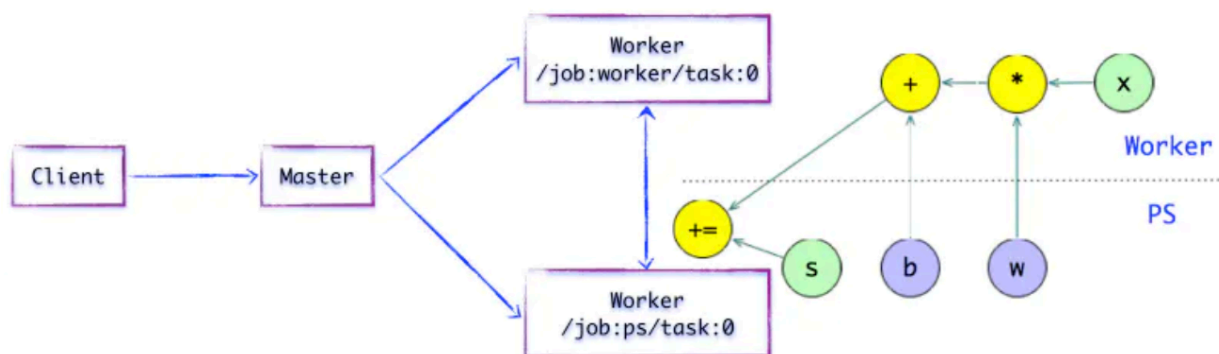 Client
Master
Worker
/job:worker/task:0
Worker
/job:ps/task:0
+
*
x
Worker
PS
+=
s
b
w